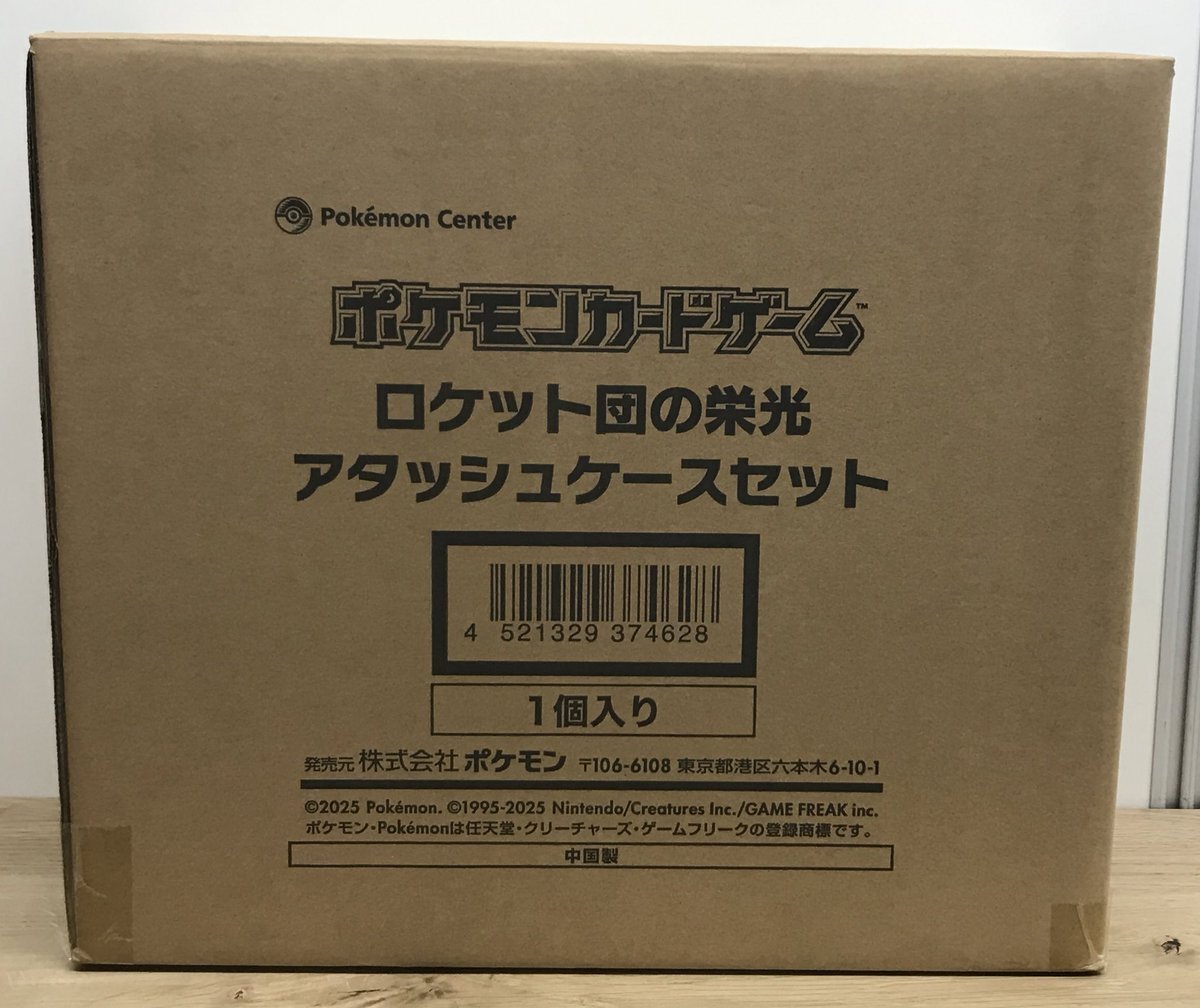 Pokémon Center
ポケモンカードゲーム™
ロケット団の栄光
アタッシュケースセット
4 521329 374628
1個入り
発売元 株式会社 ポケモン 〒106-6108 東京都港区六本木6-10-1
©2025 Pokémon. ©1995-2025 Nintendo/Creatures Inc./GAME FREAK inc.
ポケモン・Pokémonは任天堂・クリーチャーズ・ゲームフリークの登録商標です。
中国製